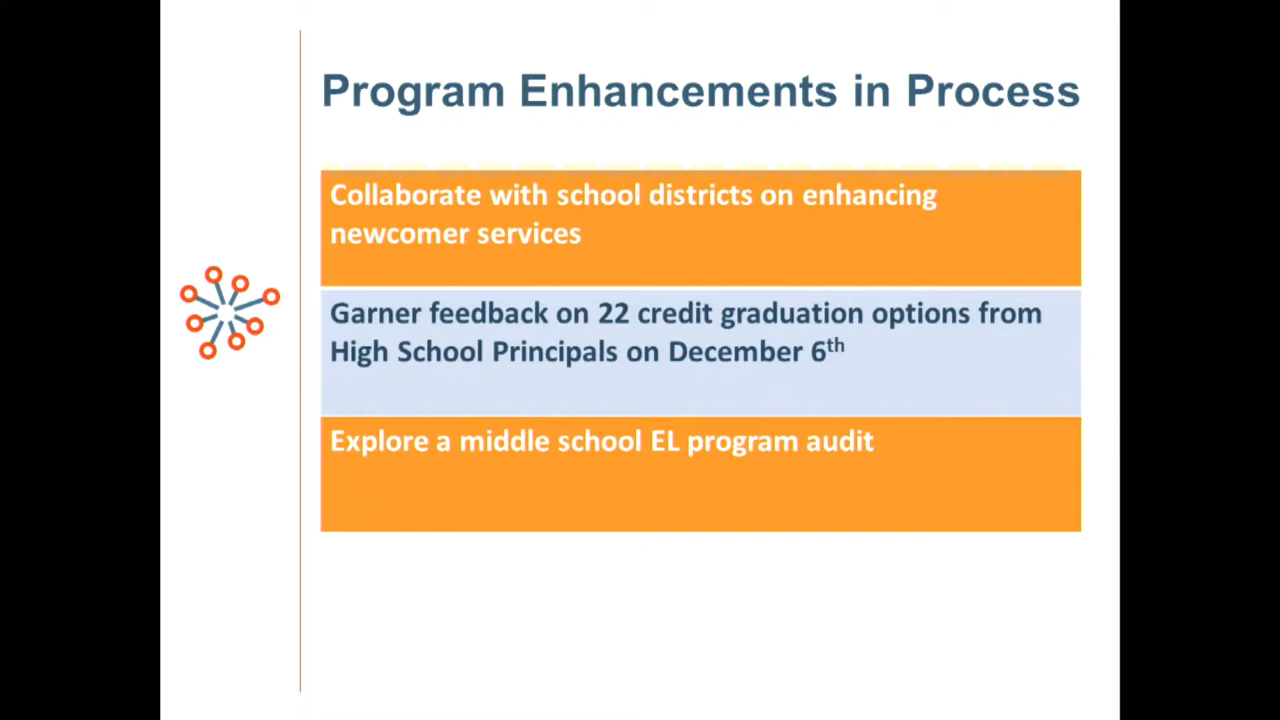 Program Enhancements in Process
Collaborate with school districts on enhancing
newcomer services
Garner feedback on 22 credit graduation options from
High School Principals on December 6th
Explore a middle school EL program audit